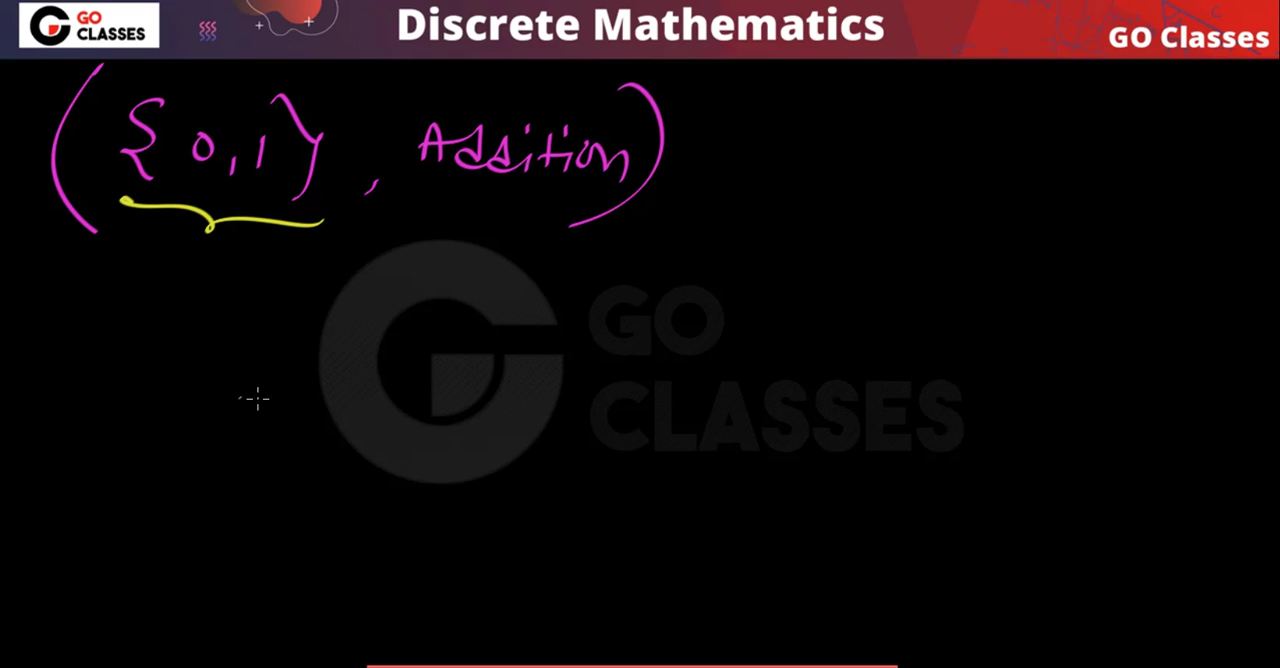 GO
CLASSES
Discrete Mathematics
GO Classes
( { 0, 1 } , Addition )
GO
CLASSES